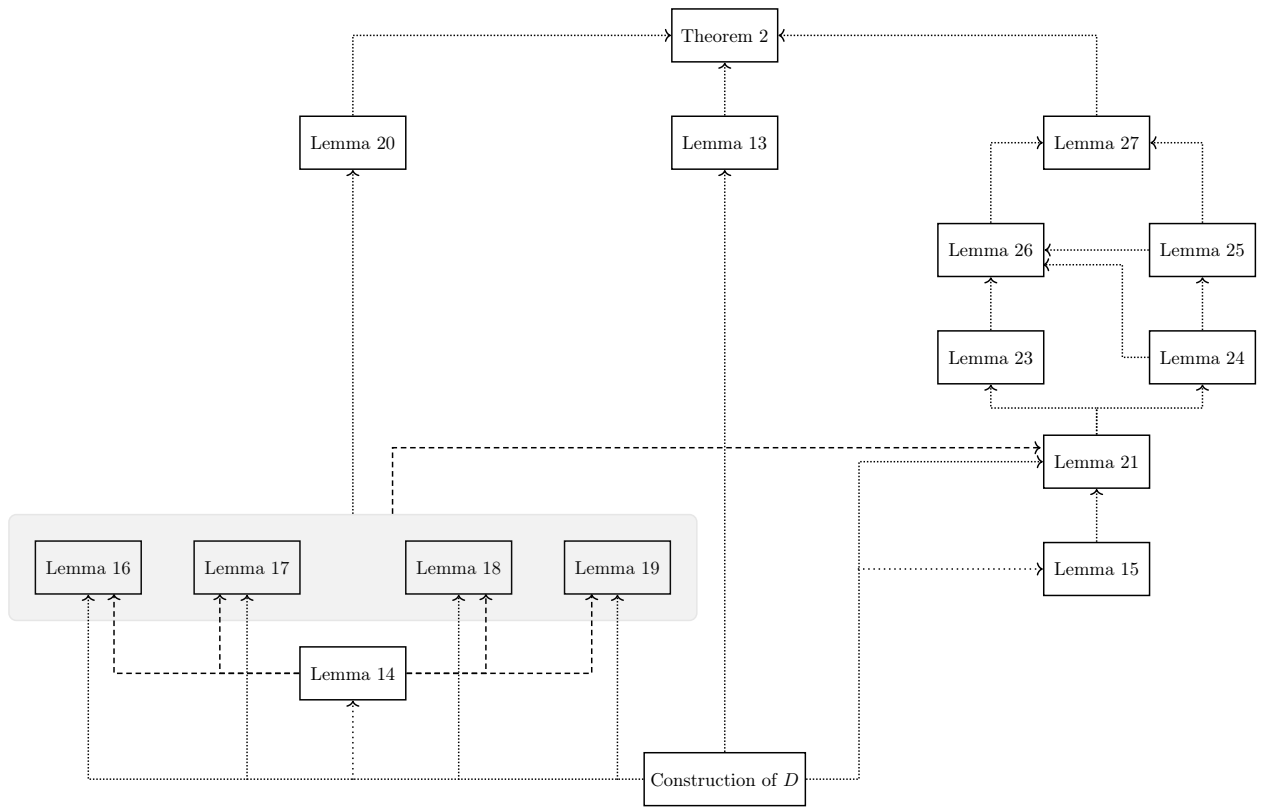 Theorem 2
Lemma 20
Lemma 13
Lemma 27
Lemma 26
Lemma 25
Lemma 23
Lemma 24
Lemma 21
Lemma 16
Lemma 17
Lemma 18
Lemma 19
Lemma 15
Lemma 14
Construction of D